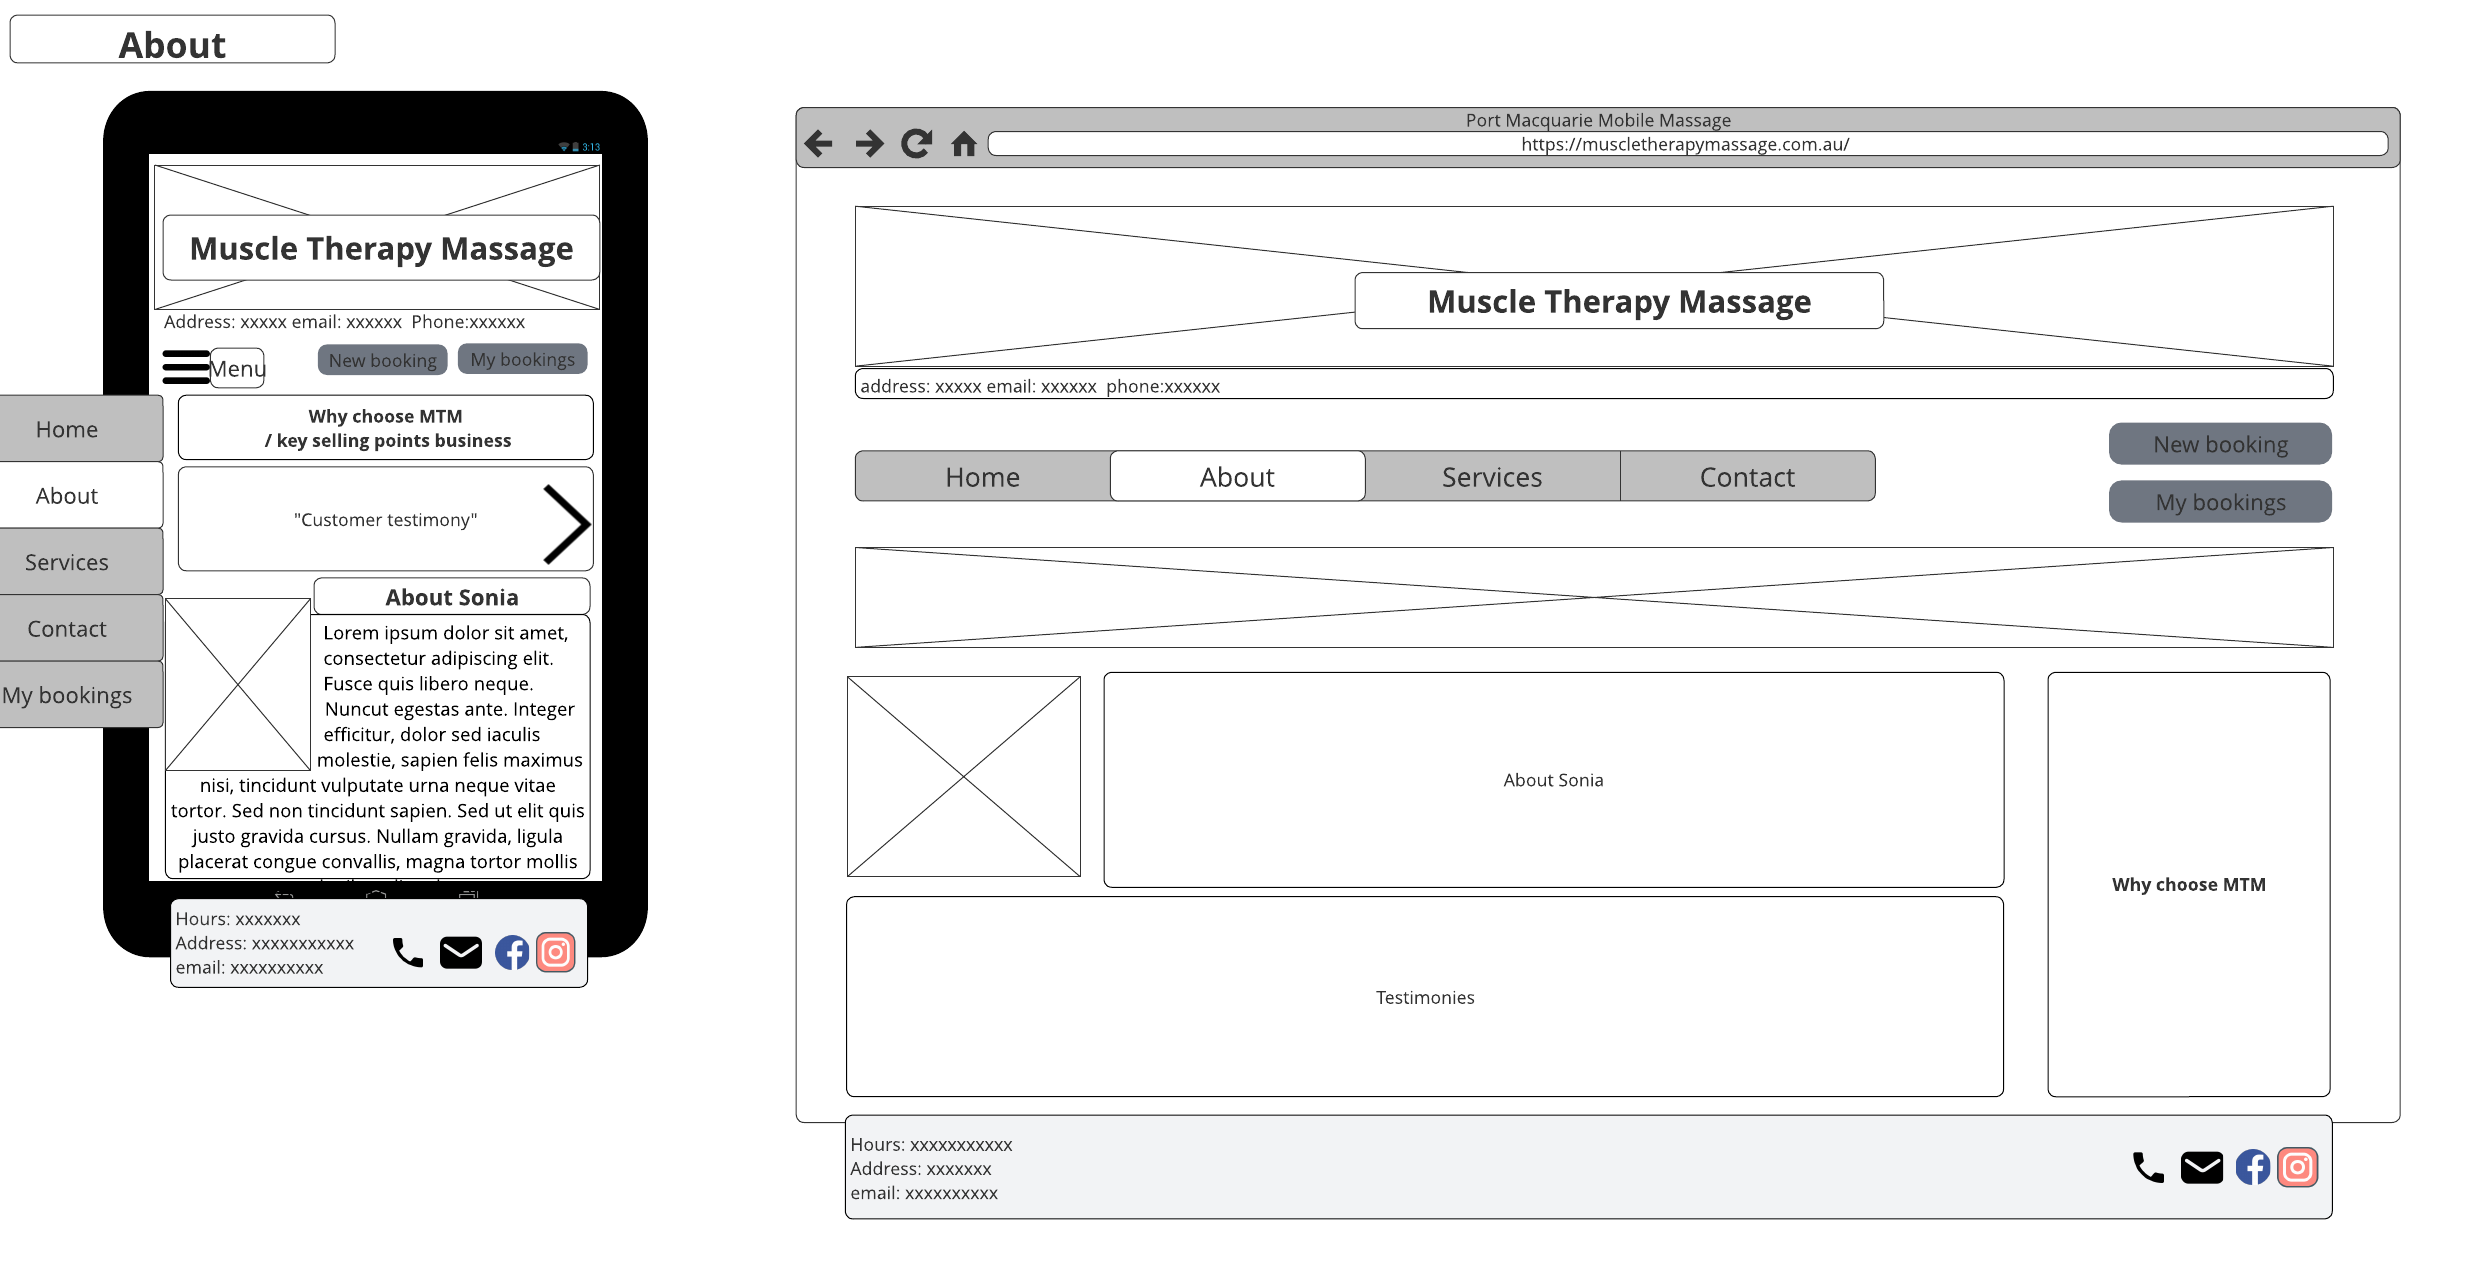 About
3:13
Muscle Therapy Massage
Address: xxxxx email: xxxxxx  Phone:xxxxxx
Menu
New booking
My bookings
Home
About
Services
Contact
My bookings
Why choose MTM
/ key selling points business
"Customer testimony"
About Sonia
Lorem ipsum dolor sit amet,
consectetur adipiscing elit.
Fusce quis libero neque.
Nuncut egestas ante. Integer
efficitur, dolor sed iaculis
molestie, sapien felis maximus
nisi, tincidunt vulputate urna neque vitae
tortor. Sed non tincidunt sapien. Sed ut elit quis
justo gravida cursus. Nullam gravida, ligula
placerat congue convallis, magna tortor mollis
Hours: xxxxxxx
Address: xxxxxxxxxxx
email: xxxxxxxxxx
Port Macquarie Mobile Massage
https://muscletherapymassage.com.au/
Muscle Therapy Massage
address: xxxxx email: xxxxxx  phone:xxxxxx
Home
About
Services
Contact
New booking
My bookings
About Sonia
Why choose MTM
Testimonies
Hours: xxxxxxxxxxx
Address: xxxxxxx
email: xxxxxxxxxx